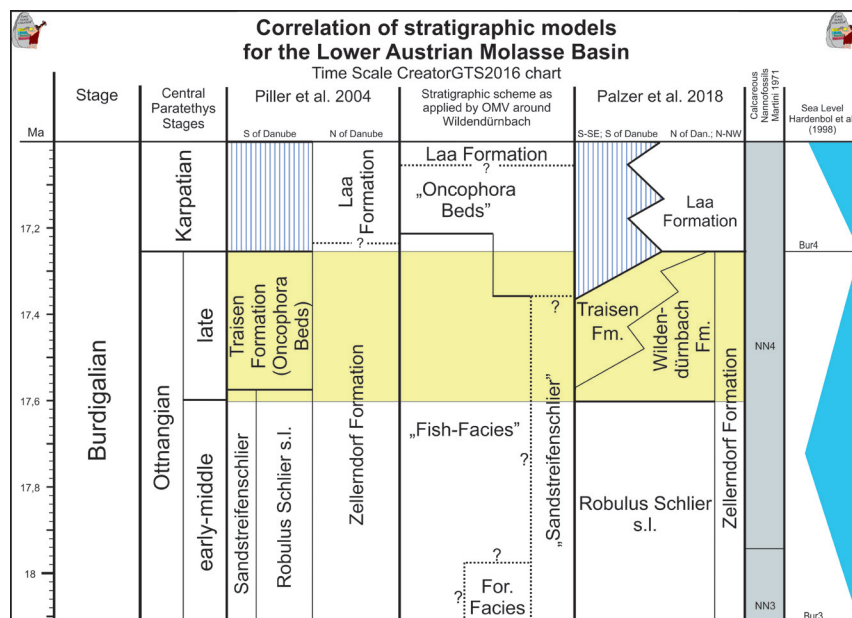 Correlation of stratigraphic models
for the Lower Austrian Molasse Basin
Time Scale CreatorGTS2016 chart
Stage
Central
Paratethys
Stages
Piller et al. 2004
S of Danube
N of Danube
Stratigraphic scheme as
applied by OMV around
Wildendürnbach
Palzer et al. 2018
S-SE; S of Danube
N of Dan.; N-NW
Calcareous
Nannofossils
Martini 1971
Sea Level
Hardenbol et al
(1998)
Ma
17,2
17,4
17,6
17,8
18
Burdigalian
Karpatian
Ottnangian
late
early-middle
Laa
Formation
?
Traisen
Formation
(Oncophora
Beds)
Sandstreifenschlier
Robulus Schlier s.l.
Zellerndorf Formation
Laa Formation
?
„Oncophora
Beds"
?
„Fish-Facies"
?
?
?
For.
Facies
„Sandstreifenschlier"
Laa
Formation
Traisen
Fm.
Wilden-
dürnbach
Fm.
Robulus Schlier
s.l.
Zellerndorf Formation
NN4
NN3
Bur4
Bur3